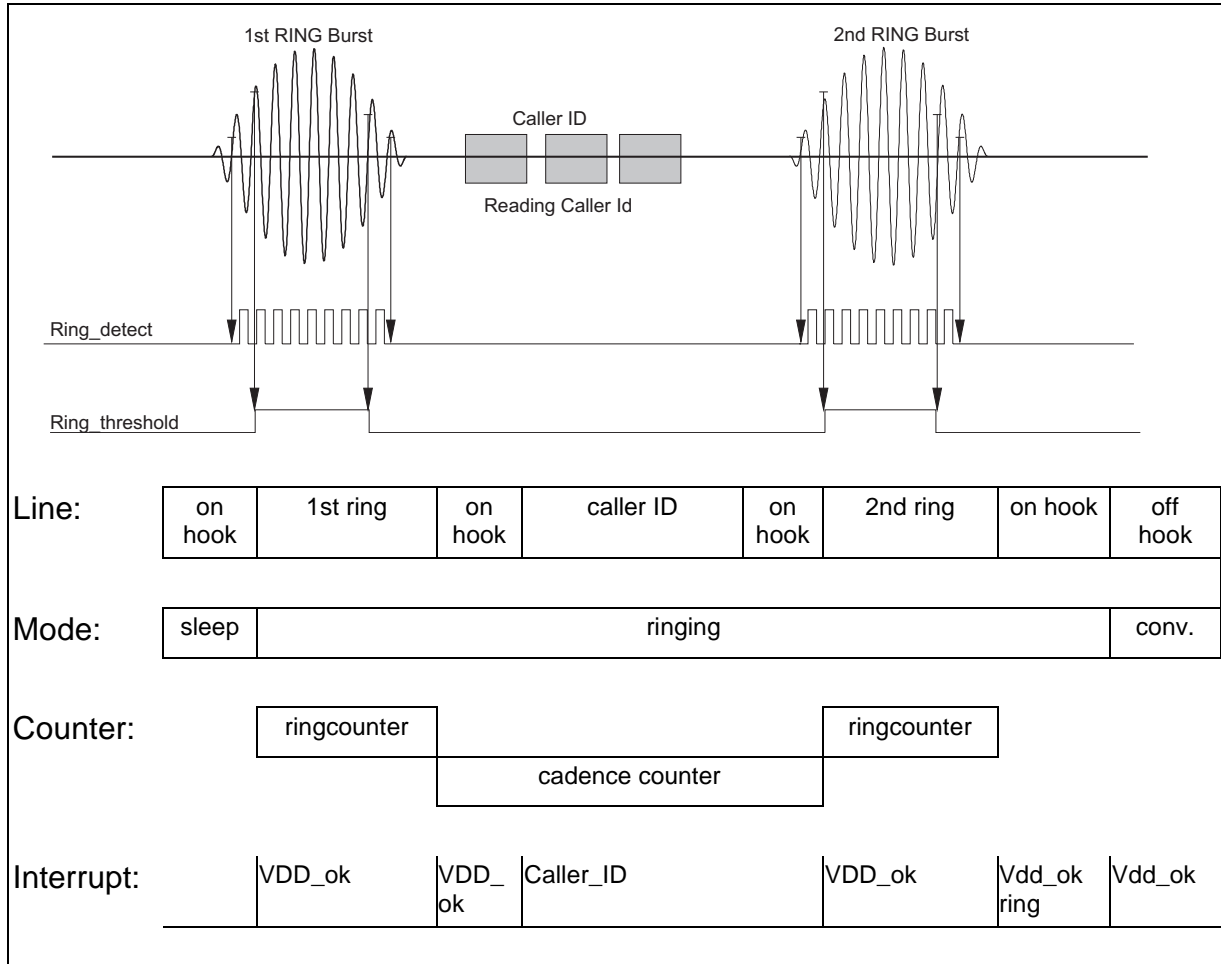 1st RING Burst
2nd RING Burst
Caller ID
Reading Caller Id
Ring_detect
Ring_threshold
Line:
on
hook
1st ring
on
hook
caller ID
on
hook
2nd ring
on hook
off
hook
Mode:
sleep
ringing
conv.
Counter:
ringcounter
ringcounter
cadence counter
Interrupt:
VDD_ok
VDD_
ok
Caller_ID
VDD_ok
Vdd_ok
ring
Vdd_ok